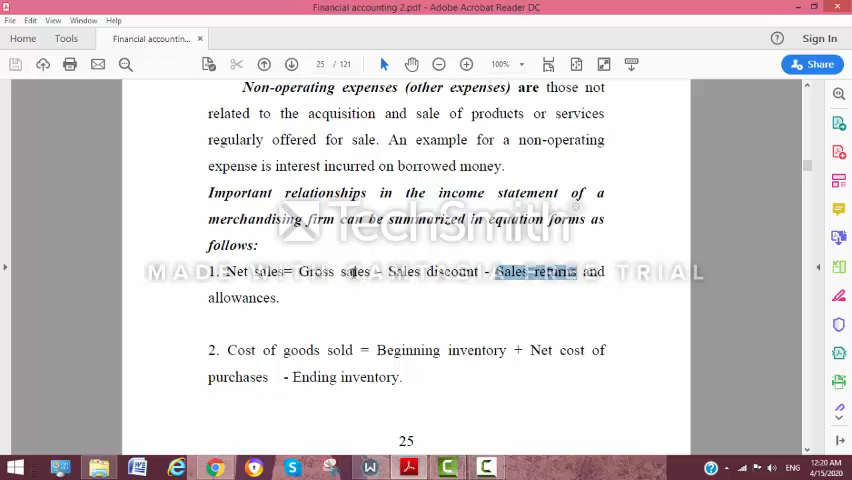 Financial accounting 2.pdf - Adobe Acrobat Reader DC
File Edit View Window Help
Home Tools Financial accountin... × Sign In
25 / 121 100% Share
Non-operating expenses (other expenses) are those not
related to the acquisition and sale of products or services
regularly offered for sale. An example for a non-operating
expense is interest incurred on borrowed money.
Important relationships in the income statement of a
merchandising firm can be summarized in equation forms as
follows:
TechSmith®
MADE WITH CAMTASIA FREE TRIAL
1. Net sales= Gross sales - Sales discount - Sales returns and
allowances.
2. Cost of goods sold = Beginning inventory + Net cost of
purchases - Ending inventory.
25
ENG 12:20 AM
4/15/2020